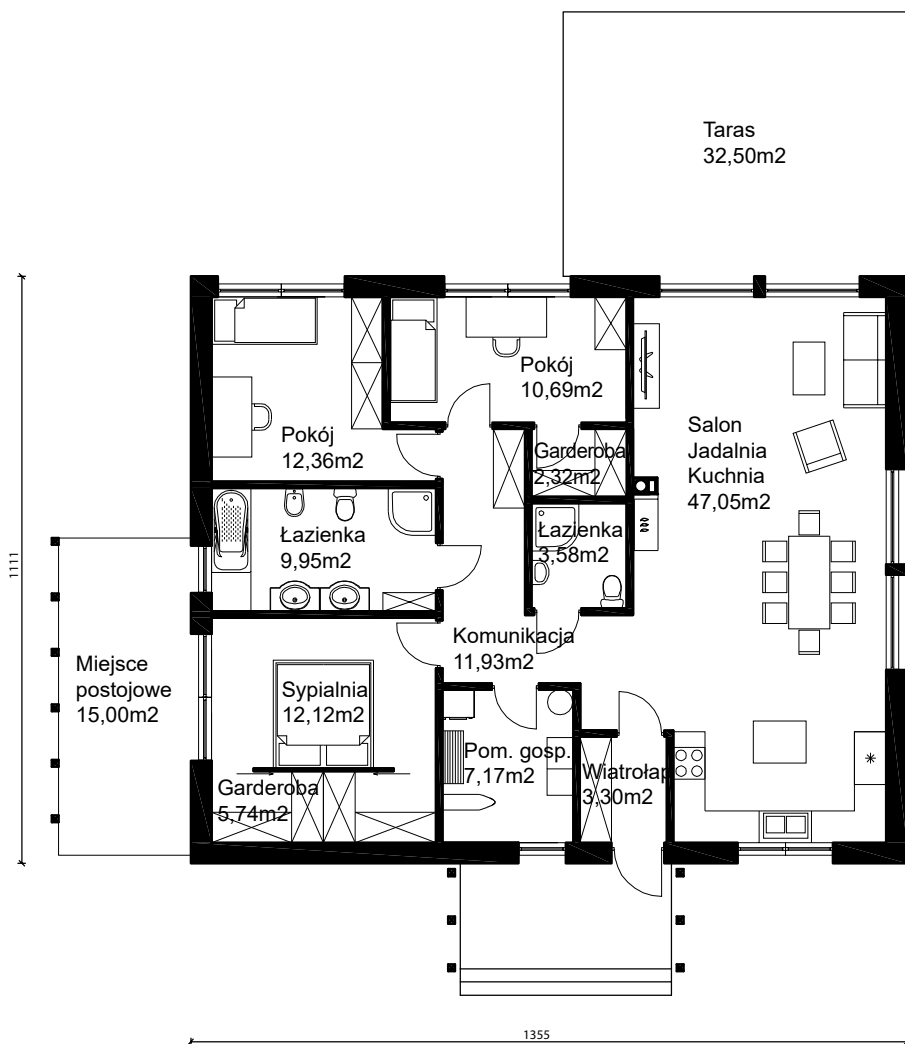 Taras
32,50m2
Pokój
10,69m2
Pokój
12,36m2
Garderoba
2,32m2
Salon
Jadalnia
Kuchnia
47,05m2
Łazienka
9,95m2
Łazienka
3,58m2
1111
Komunikacja
11,93m2
Miejsce
postojowe
15,00m2
Sypialnia
12,12m2
Pom. gosp.
7,17m2
Wiatrołap
3,30m2
Garderoba
5,74m2
1355